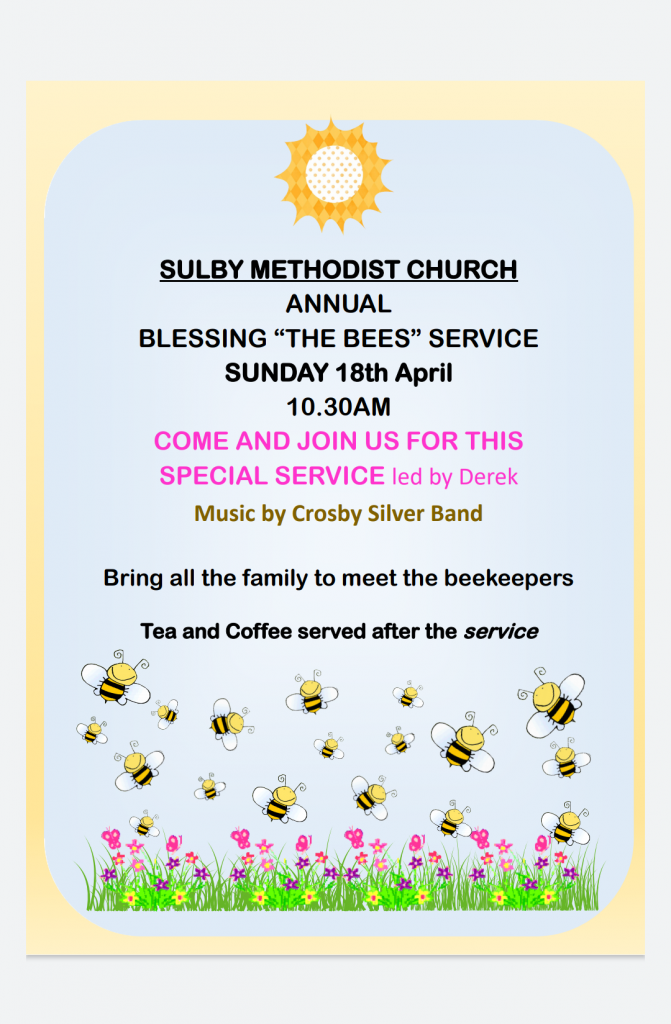 SULBY METHODIST CHURCH
ANNUAL
BLESSING “THE BEES” SERVICE
SUNDAY 18th April
10.30AM
COME AND JOIN US FOR THIS
SPECIAL SERVICE led by Derek
Music by Crosby Silver Band
Bring all the family to meet the beekeepers
Tea and Coffee served after the service